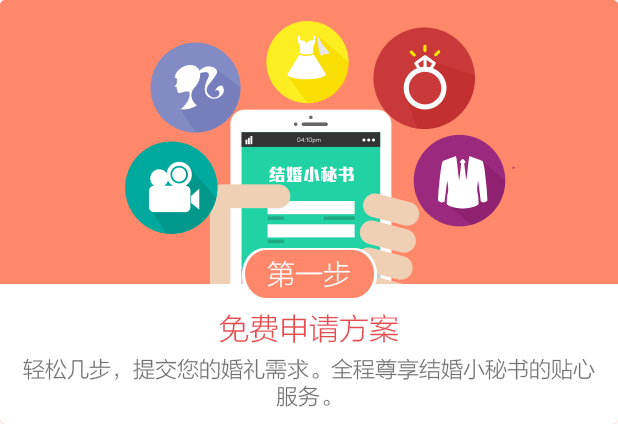 04:10pm
结婚小秘书
第一步
免费申请方案
轻松几步，提交您的婚礼需求。全程尊享结婚小秘书的贴心
服务。